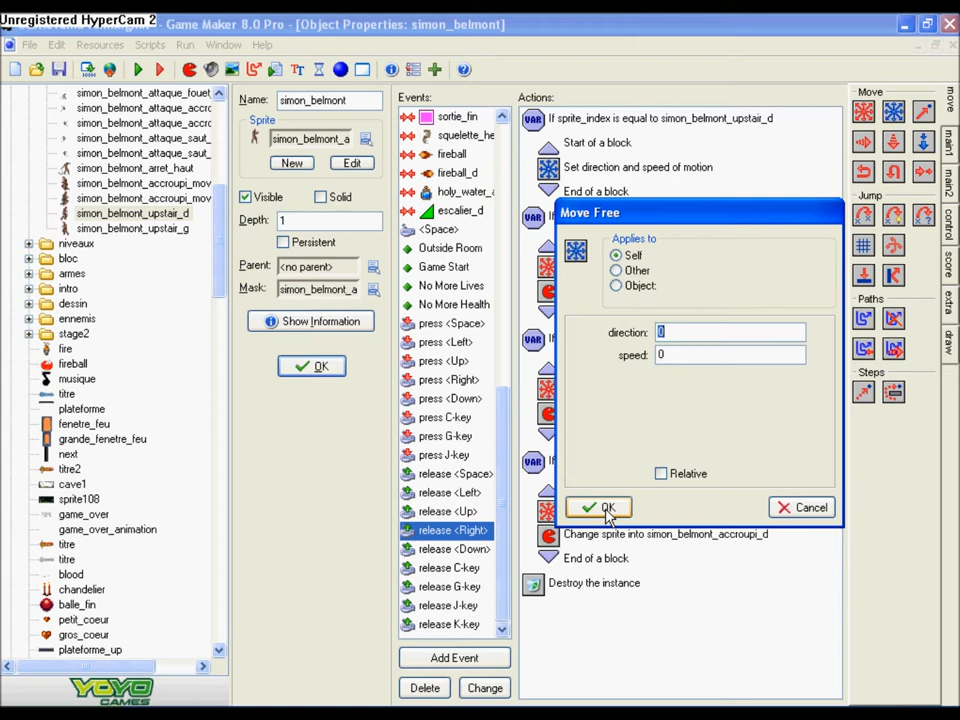 Unregistered HyperCam 2
Game Maker 8.0 Pro - [Object Properties: simon_belmont]
File Edit Resources Scripts Run Window Help
simon_belmont_attaque_fouet
simon_belmont_attaque_accro
simon_belmont_attaque_accro
simon_belmont_attaque_saut_
simon_belmont_attaque_saut_
simon_belmont_arret_haut
simon_belmont_accroupi_mov
simon_belmont_accroupi_mov
simon_belmont_upstair_d
simon_belmont_upstair_g
niveaux
bloc
armes
intro
dessin
ennemis
stage2
fire
fireball
musique
titre
plateforme
fenetre_feu
grande_fenetre_feu
next
titre2
cave1
sprite108
game_over
game_over_animation
titre
titre
blood
chandelier
balle_fin
petit_coeur
gros_coeur
plateforme_up
YOYO
GAMES
Name: simon_belmont
Sprite
simon_belmont_a
New Edit
Visible Solid
Depth: 1
Persistent
Parent: <no parent>
Mask: simon_belmont_a
Show Information
OK
Events:
sortie_fin
squelette_he
fireball
fireball_d
holy_water_
escalier_d
<Space>
Outside Room
Game Start
No More Lives
No More Health
press <Space>
press <Left>
press <Up>
press <Right>
press <Down>
press C-key
press G-key
press J-key
release <Space>
release <Left>
release <Up>
release <Right>
release <Down>
release C-key
release G-key
release J-key
release K-key
Add Event
Delete Change
Actions:
VAR If sprite_index is equal to simon_belmont_upstair_d
Start of a block
Set direction and speed of motion
End of a block
VAR
VAR
VAR
Change sprite into simon_belmont_accroupi_d
End of a block
Destroy the instance
Move Free
Applies to
Self
Other
Object:
direction: 0
speed: 0
Relative
OK Cancel
Move
Jump
Paths
Steps
move
main1
main2
control
score
extra
draw